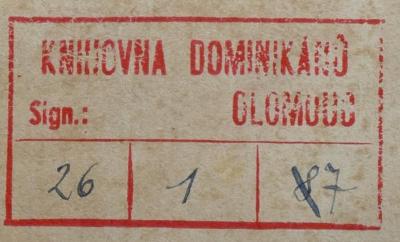 KNIHOVNA DOMINIKÁNŮ
Sign.: OLOMOUC
26 1 87